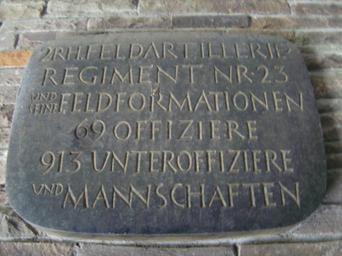 2. RH. FELDARTILLERIE
REGIMENT NR. 23
UND SEINE FELDFORMATIONEN
69 OFFIZIERE
913 UNTEROFFIZIERE
UND MANNSCHAFTEN